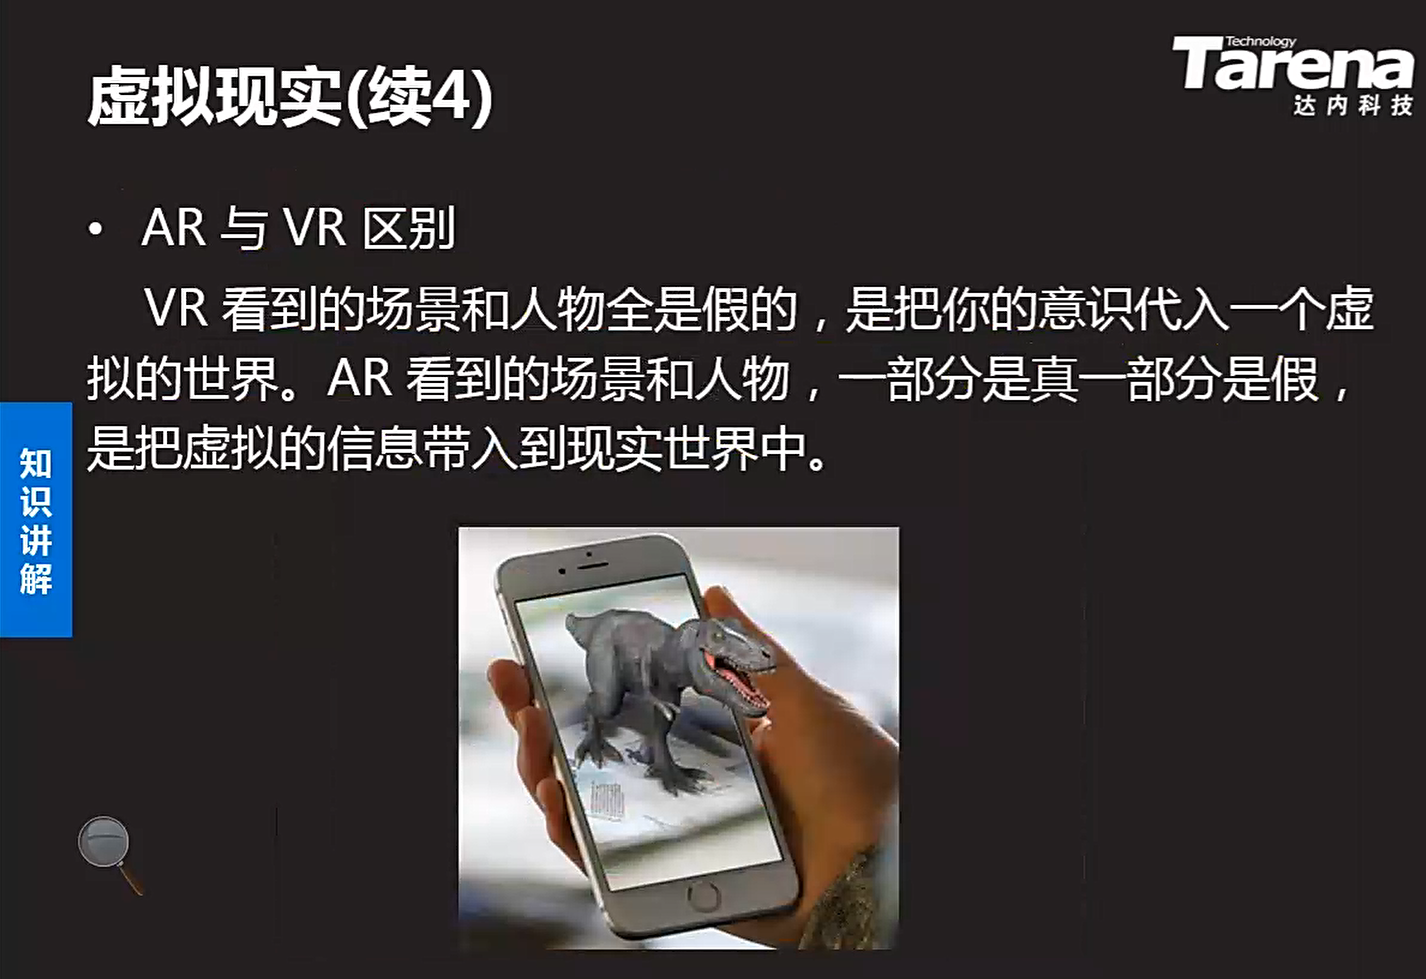 虚拟现实(续4)
Technology
Tarena
达内科技
• AR 与 VR 区别
VR 看到的场景和人物全是假的，是把你的意识代入一个虚
拟的世界。AR 看到的场景和人物，一部分是真一部分是假，
是把虚拟的信息带入到现实世界中。
知识讲解